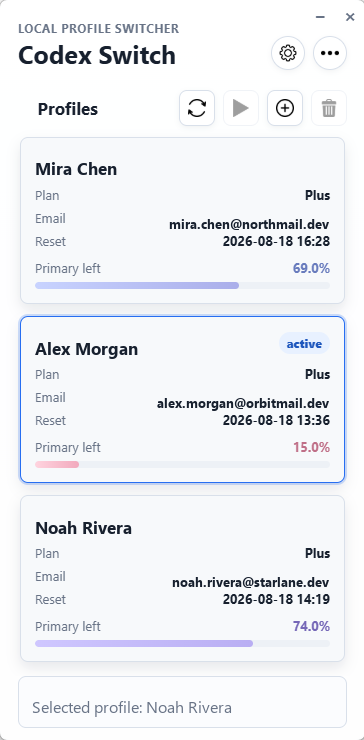 LOCAL PROFILE SWITCHER
Codex Switch
Profiles
Mira Chen
Plan Plus
Email mira.chen@northmail.dev
Reset 2026-08-18 16:28
Primary left 69.0%
Alex Morgan active
Plan Plus
Email alex.morgan@orbitmail.dev
Reset 2026-08-18 13:36
Primary left 15.0%
Noah Rivera
Plan Plus
Email noah.rivera@starlane.dev
Reset 2026-08-18 14:19
Primary left 74.0%
Selected profile: Noah Rivera